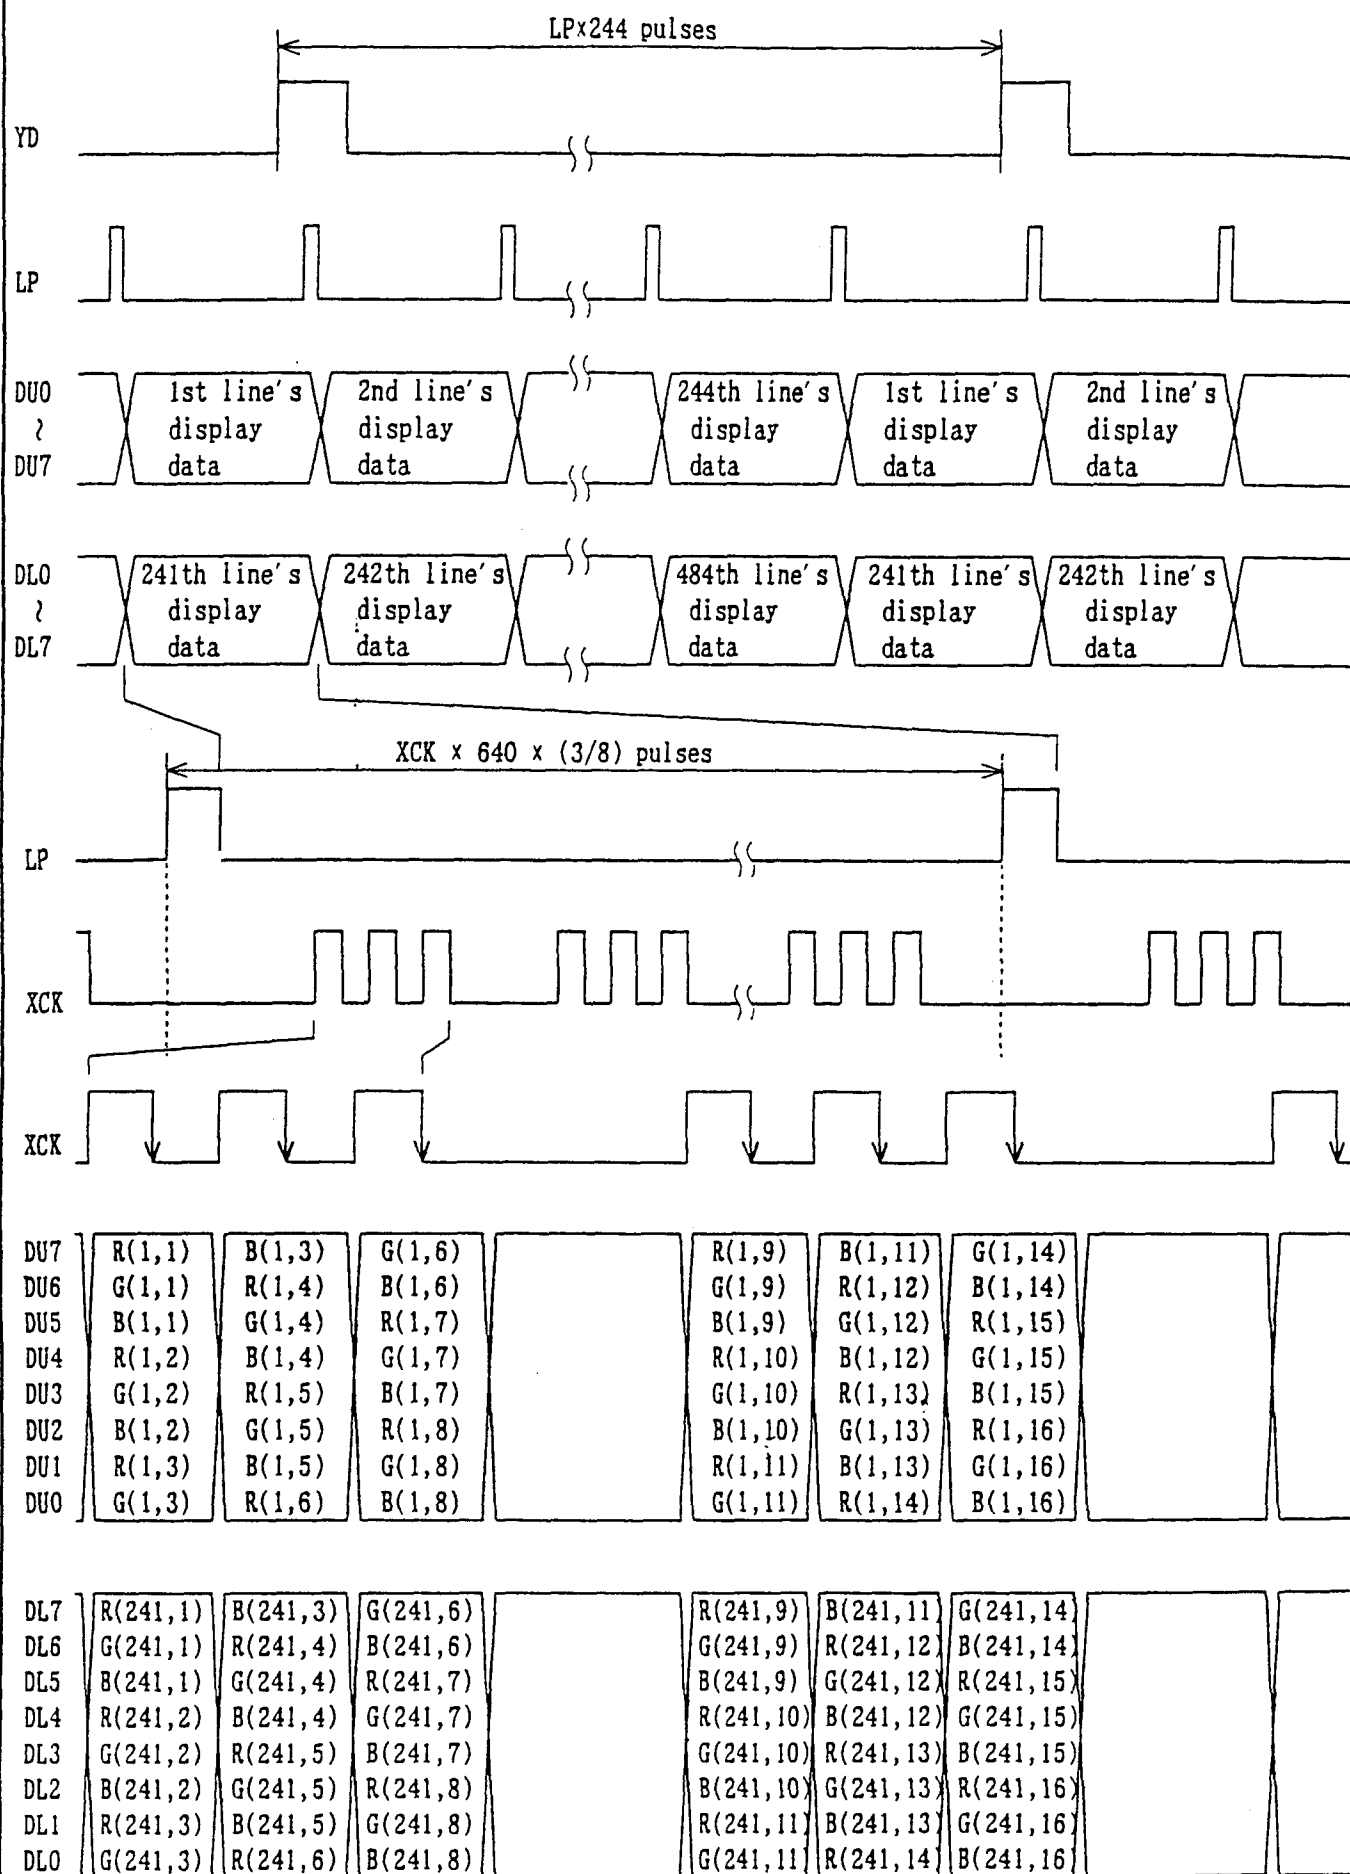 LPx244 pulses
YD
LP
DU0 1st line's 2nd line's 244th line's 1st line's 2nd line's
~ display display display display display
DU7 data data data data data
DL0 241th line's 242th line's 484th line's 241th line's 242th line's
~ display display display display display
DL7 data data data data data
XCK × 640 × (3/8) pulses
LP
XCK
XCK
DU7 R(1,1) B(1,3) G(1,6) R(1,9) B(1,11) G(1,14)
DU6 G(1,1) R(1,4) B(1,6) G(1,9) R(1,12) B(1,14)
DU5 B(1,1) G(1,4) R(1,7) B(1,9) G(1,12) R(1,15)
DU4 R(1,2) B(1,4) G(1,7) R(1,10) B(1,12) G(1,15)
DU3 G(1,2) R(1,5) B(1,7) G(1,10) R(1,13) B(1,15)
DU2 B(1,2) G(1,5) R(1,8) B(1,10) G(1,13) R(1,16)
DU1 R(1,3) B(1,5) G(1,8) R(1,11) B(1,13) G(1,16)
DU0 G(1,3) R(1,6) B(1,8) G(1,11) R(1,14) B(1,16)
DL7 R(241,1) B(241,3) G(241,6) R(241,9) B(241,11) G(241,14)
DL6 G(241,1) R(241,4) B(241,6) G(241,9) R(241,12) B(241,14)
DL5 B(241,1) G(241,4) R(241,7) B(241,9) G(241,12) R(241,15)
DL4 R(241,2) B(241,4) G(241,7) R(241,10) B(241,12) G(241,15)
DL3 G(241,2) R(241,5) B(241,7) G(241,10) R(241,13) B(241,15)
DL2 B(241,2) G(241,5) R(241,8) B(241,10) G(241,13) R(241,16)
DL1 R(241,3) B(241,5) G(241,8) R(241,11) B(241,13) G(241,16)
DL0 G(241,3) R(241,6) B(241,8) G(241,11) R(241,14) B(241,16)